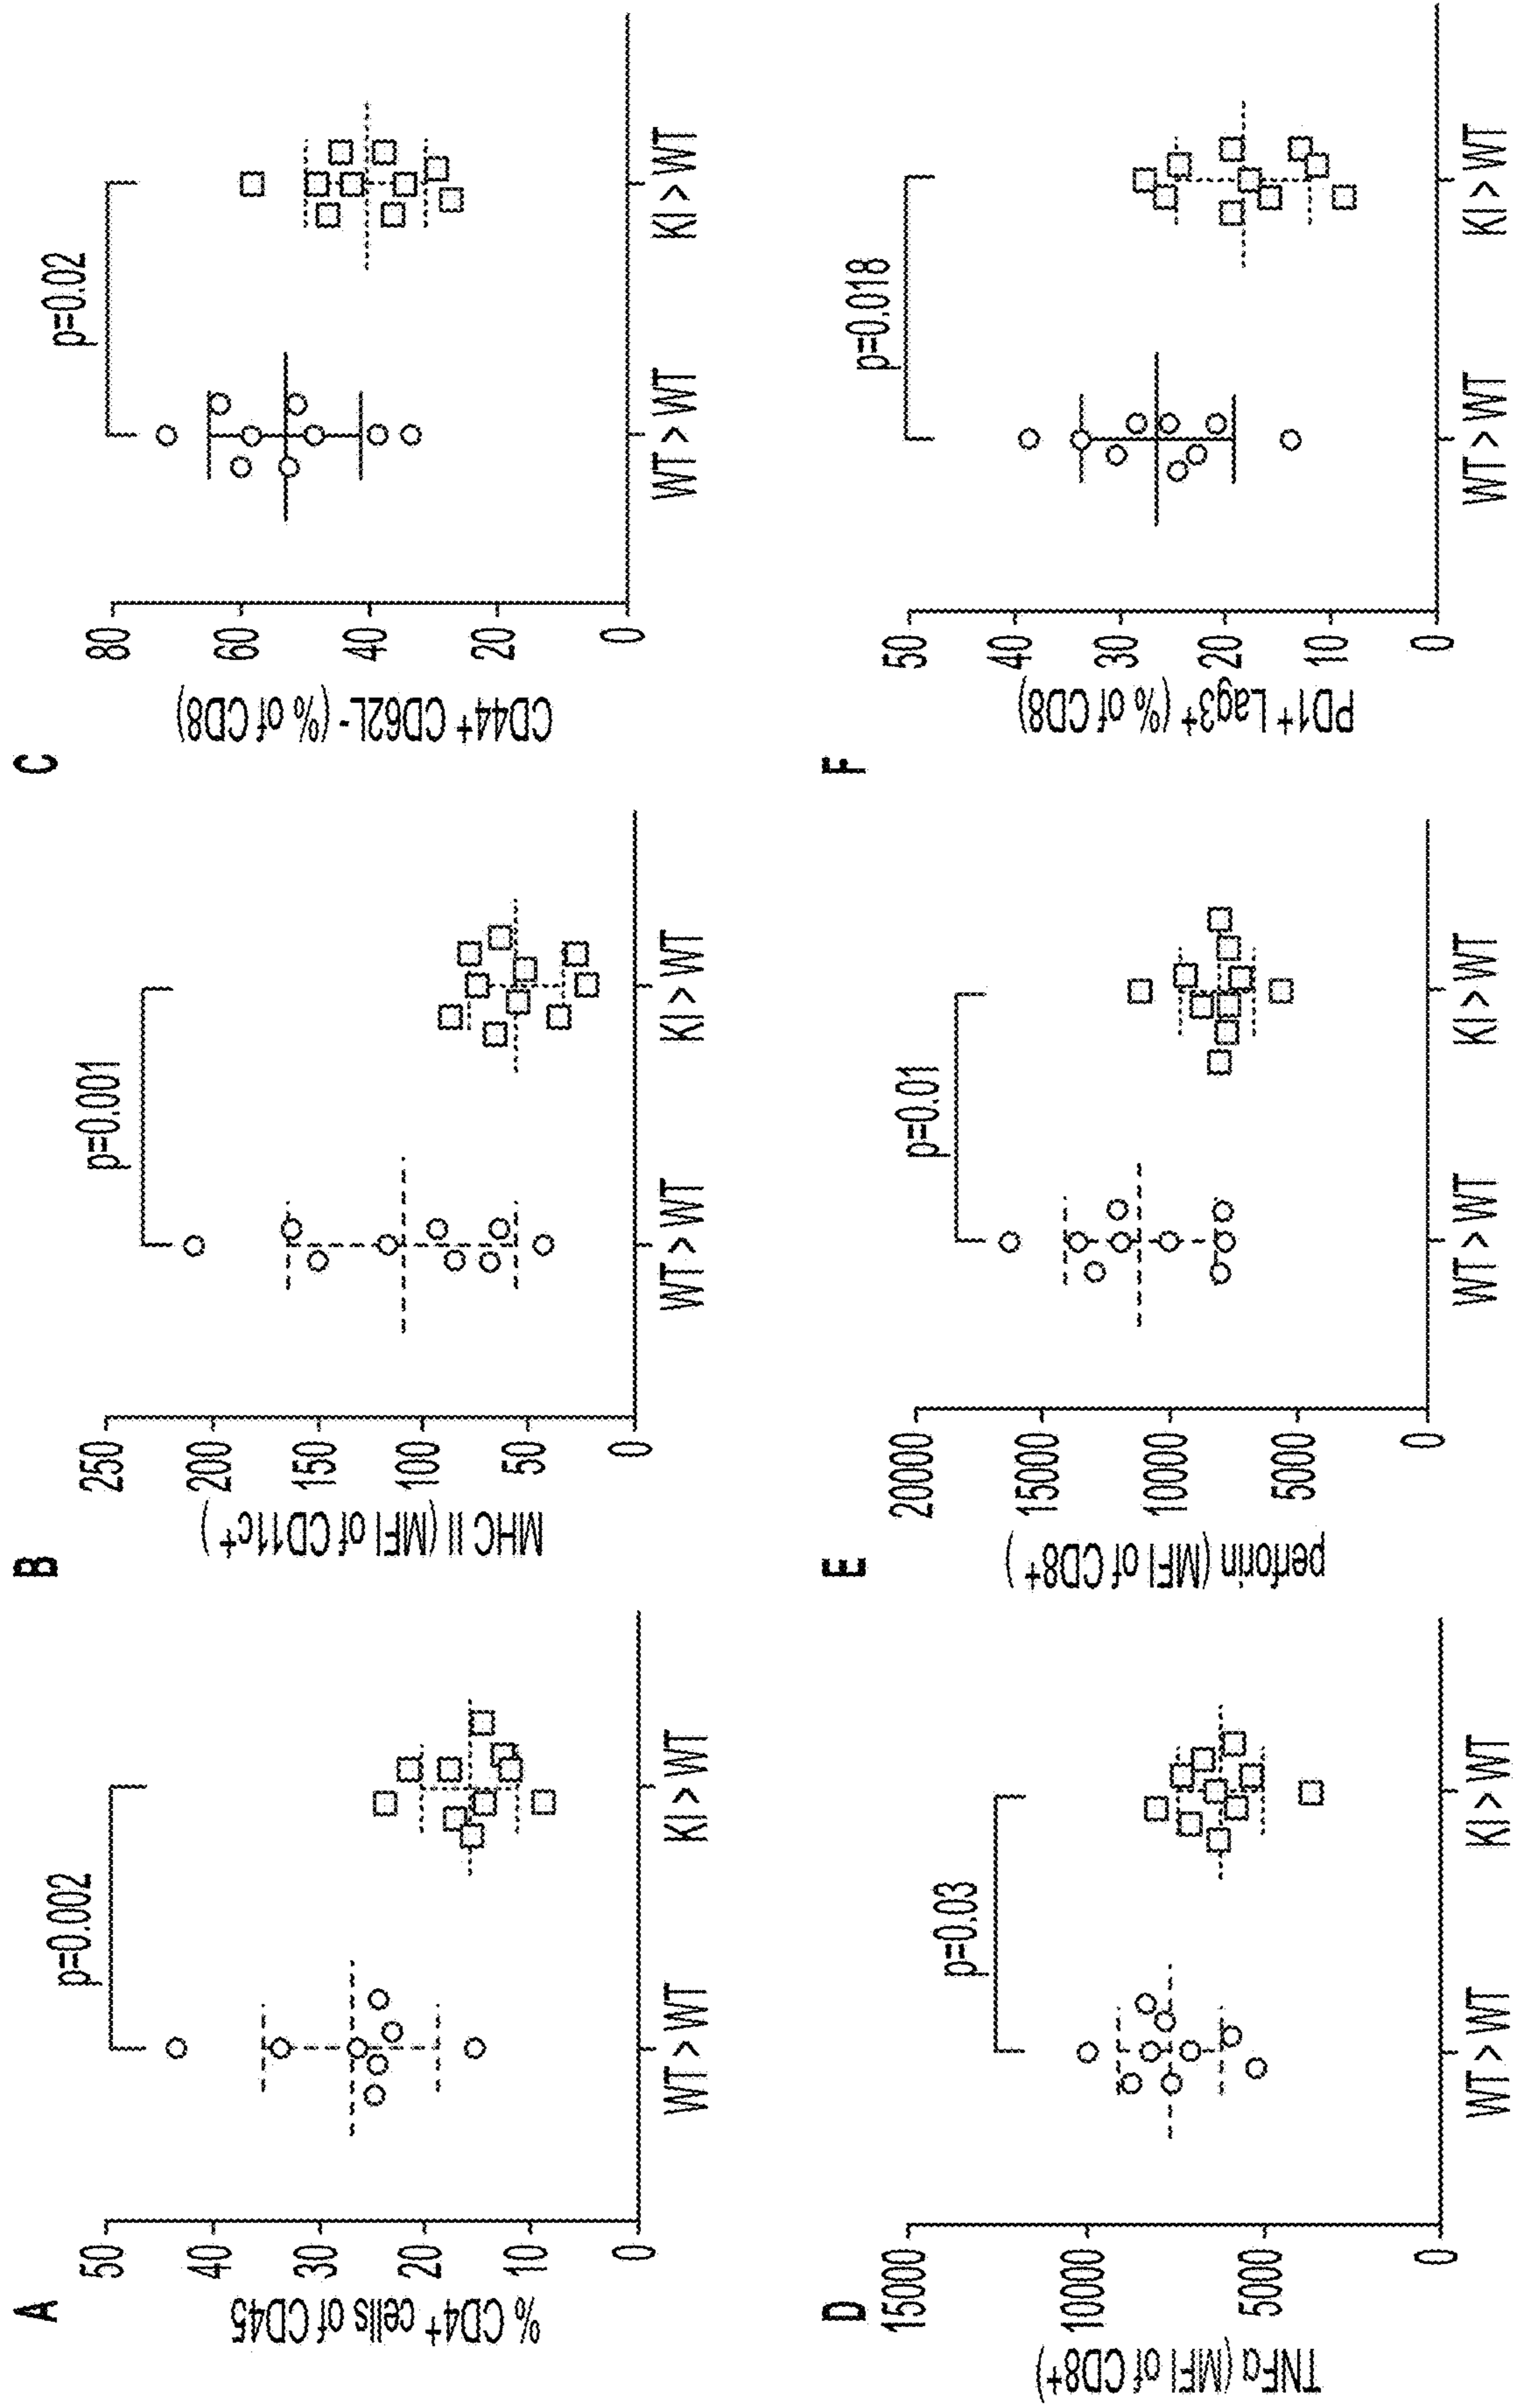 A
% CD4+ cells of CD45
50
40
30
20
10
0
p=0.002
WT > WT
KI > WT
B
MHC II (MFI of CD11c+ )
250
200
150
100
50
0
p=0.001
WT > WT
KI > WT
C
CD44+ CD62L- (% of CD8)
80
60
40
20
0
p=0.02
WT > WT
KI > WT
D
TNFα (MFI of CD8+)
15000
10000
5000
0
p=0.03
WT > WT
KI > WT
E
perforin (MFI of CD8+ )
20000
15000
10000
5000
0
p=0.01
WT > WT
KI > WT
F
PD1+ Lag3+ (% of CD8)
50
40
30
20
10
0
p=0.018
WT > WT
KI > WT